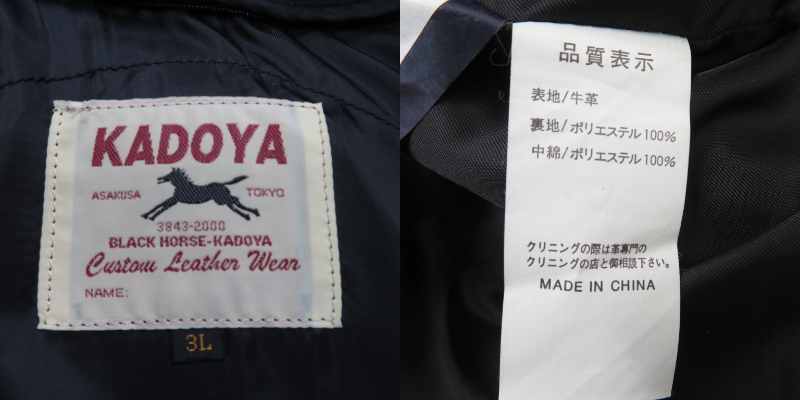 KADOYA
ASAKUSA TOKYO
3843-2000
BLACK HORSE-KADOYA
Custom Leather Wear
NAME:
3L
品質表示
表地/牛革
裏地/ポリエステル100%
中綿/ポリエステル100%
クリニングの際は革専門の
クリニングの店と御相談下さい。
MADE IN CHINA